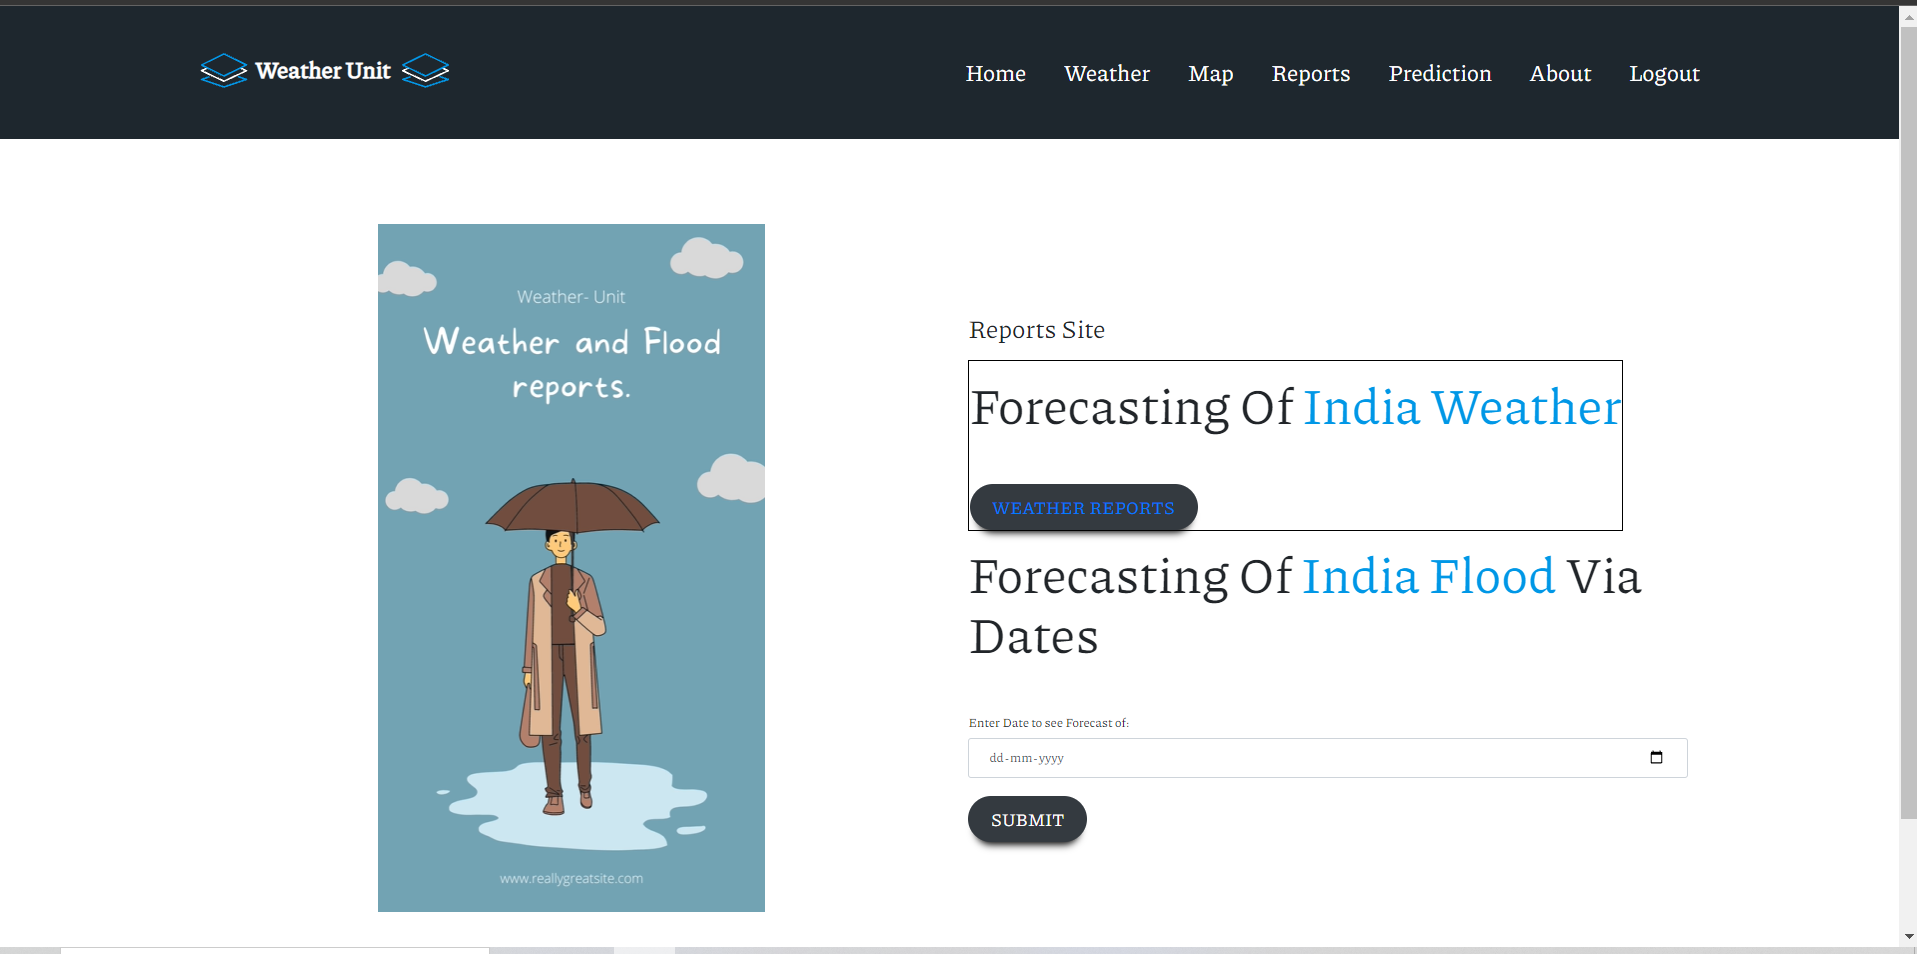 Weather Unit
Home Weather Map Reports Prediction About Logout
Weather- Unit
Weather and Flood
reports.
www.reallygreatsite.com
Reports Site
Forecasting Of India Weather
WEATHER REPORTS
Forecasting Of India Flood Via
Dates
Enter Date to see Forecast of:
dd-mm-yyyy
SUBMIT